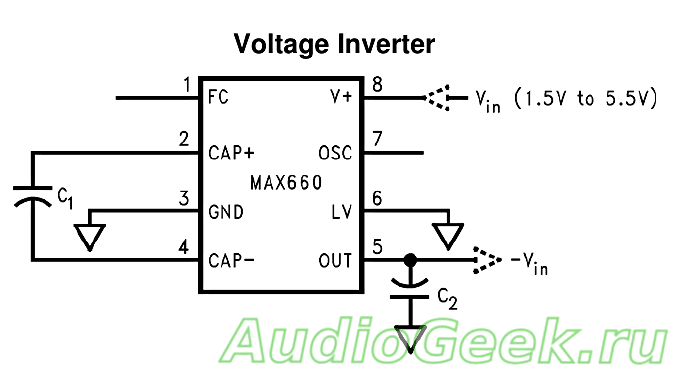 Voltage Inverter
1 FC V+ 8 Vin (1.5V to 5.5V)
2 CAP+ OSC 7
MAX660
C1
3 GND LV 6
4 CAP- OUT 5 -Vin
C2
AudioGeek.ru